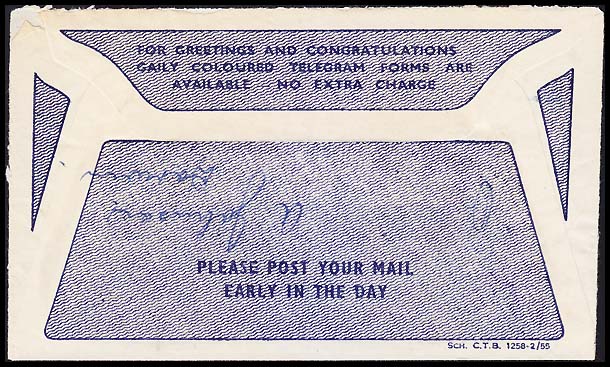 FOR GREETINGS AND CONGRATULATIONS
GAILY COLOURED TELEGRAM FORMS ARE
AVAILABLE - NO EXTRA CHARGE
PLEASE POST YOUR MAIL
EARLY IN THE DAY
SCH. C.T.B. 1258-2/55